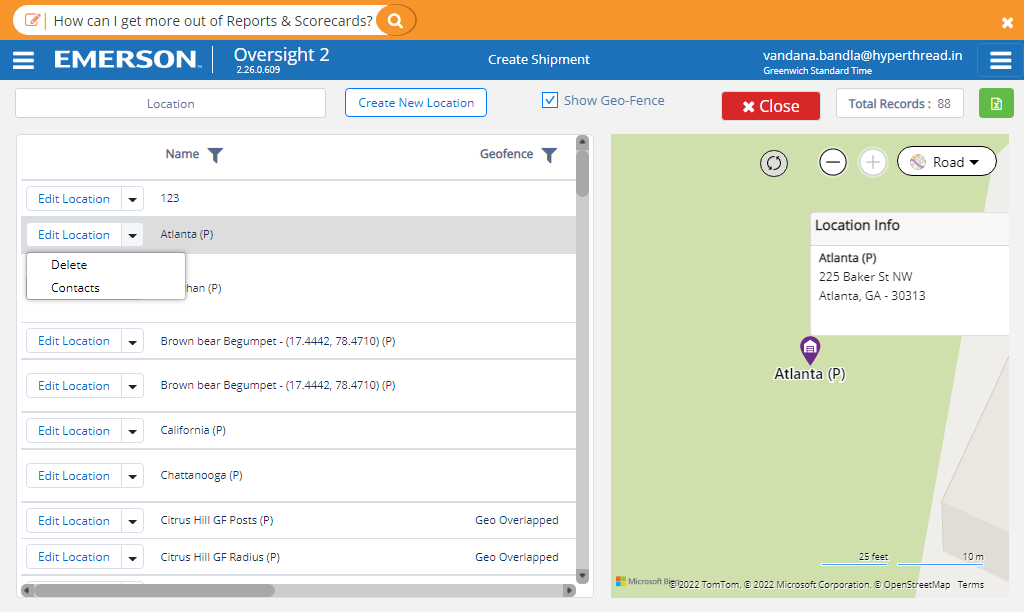 How can I get more out of Reports & Scorecards?
EMERSON
Oversight 2
2.26.0.609
Create Shipment
vandana.bandla@hyperthread.in
Greenwich Standard Time
Location
Create New Location
Show Geo-Fence
Close
Total Records : 88
Name
Geofence
Edit Location
123
Edit Location
Atlanta (P)
Delete
Contacts
han (P)
Edit Location
Brown bear Begumpet - (17.4442, 78.4710) (P)
Edit Location
Brown bear Begumpet - (17.4442, 78.4710) (P)
Edit Location
California (P)
Edit Location
Chattanooga (P)
Edit Location
Citrus Hill GF Posts (P)
Geo Overlapped
Edit Location
Citrus Hill GF Radius (P)
Geo Overlapped
Road
Location Info
Atlanta (P)
225 Baker St NW
Atlanta, GA - 30313
Atlanta (P)
25 feet
10 m
Microsoft Bing
© 2022 TomTom, © 2022 Microsoft Corporation, © OpenStreetMap Terms